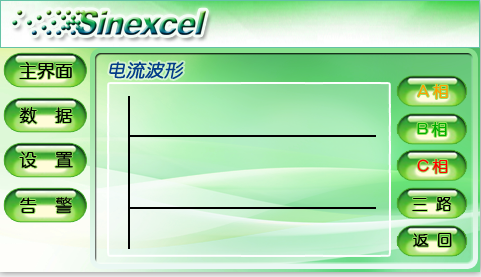 Sinexcel
主界面
数 据
设 置
告 警
电流波形
A相
B相
C相
三 路
返 回